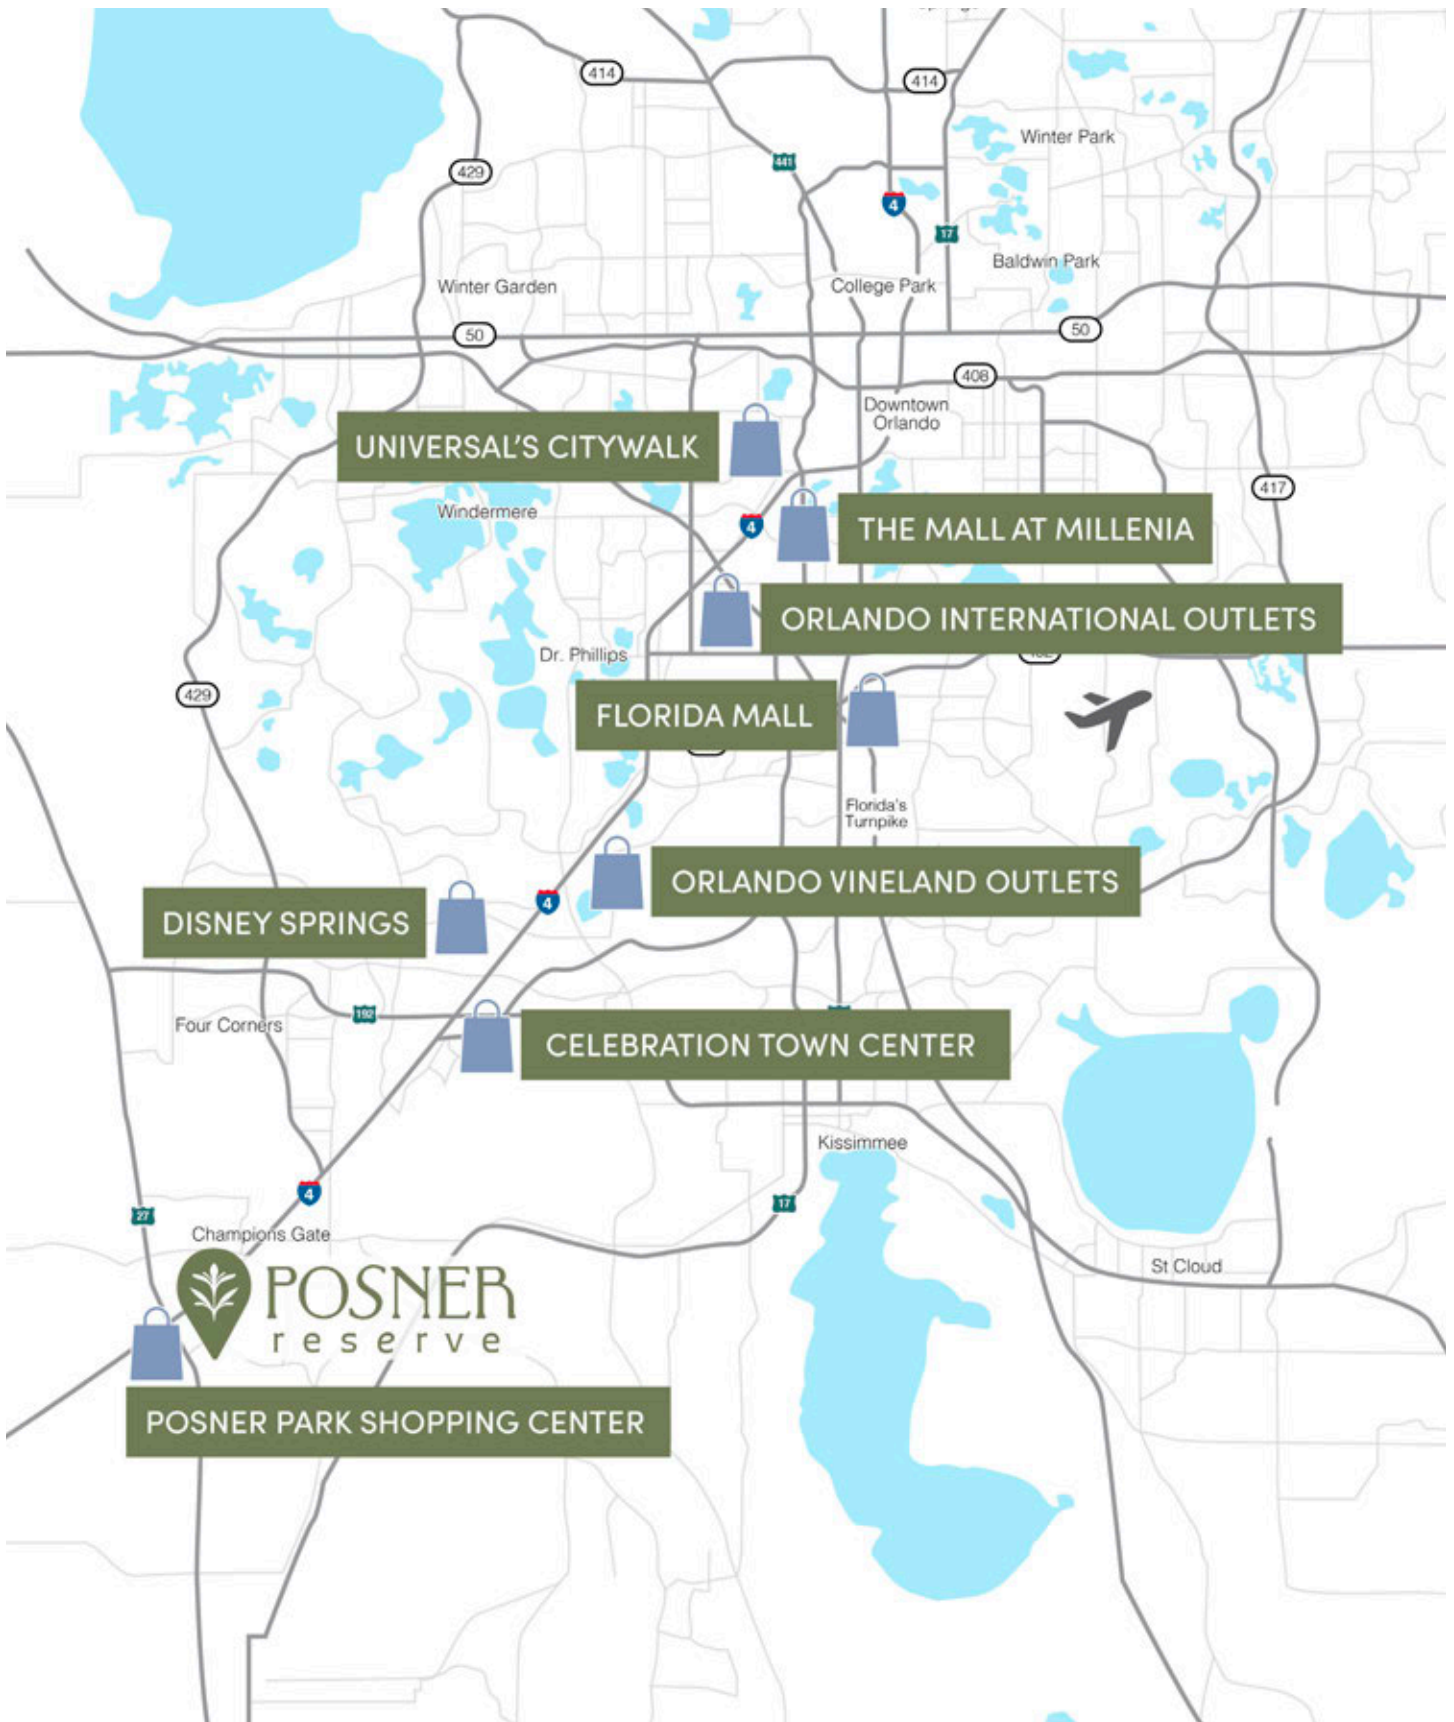 414
414
Winter Park
441
429
4
17
Baldwin Park
Winter Garden
College Park
50
50
408
Downtown
Orlando
UNIVERSAL'S CITYWALK
417
Windermere
4
THE MALL AT MILLENIA
ORLANDO INTERNATIONAL OUTLETS
Dr. Phillips
429
FLORIDA MALL
Florida's
Turnpike
ORLANDO VINELAND OUTLETS
4
DISNEY SPRINGS
192
Four Corners
CELEBRATION TOWN CENTER
Kissimmee
4
17
27
Champions Gate
St Cloud
POSNER
reserve
POSNER PARK SHOPPING CENTER